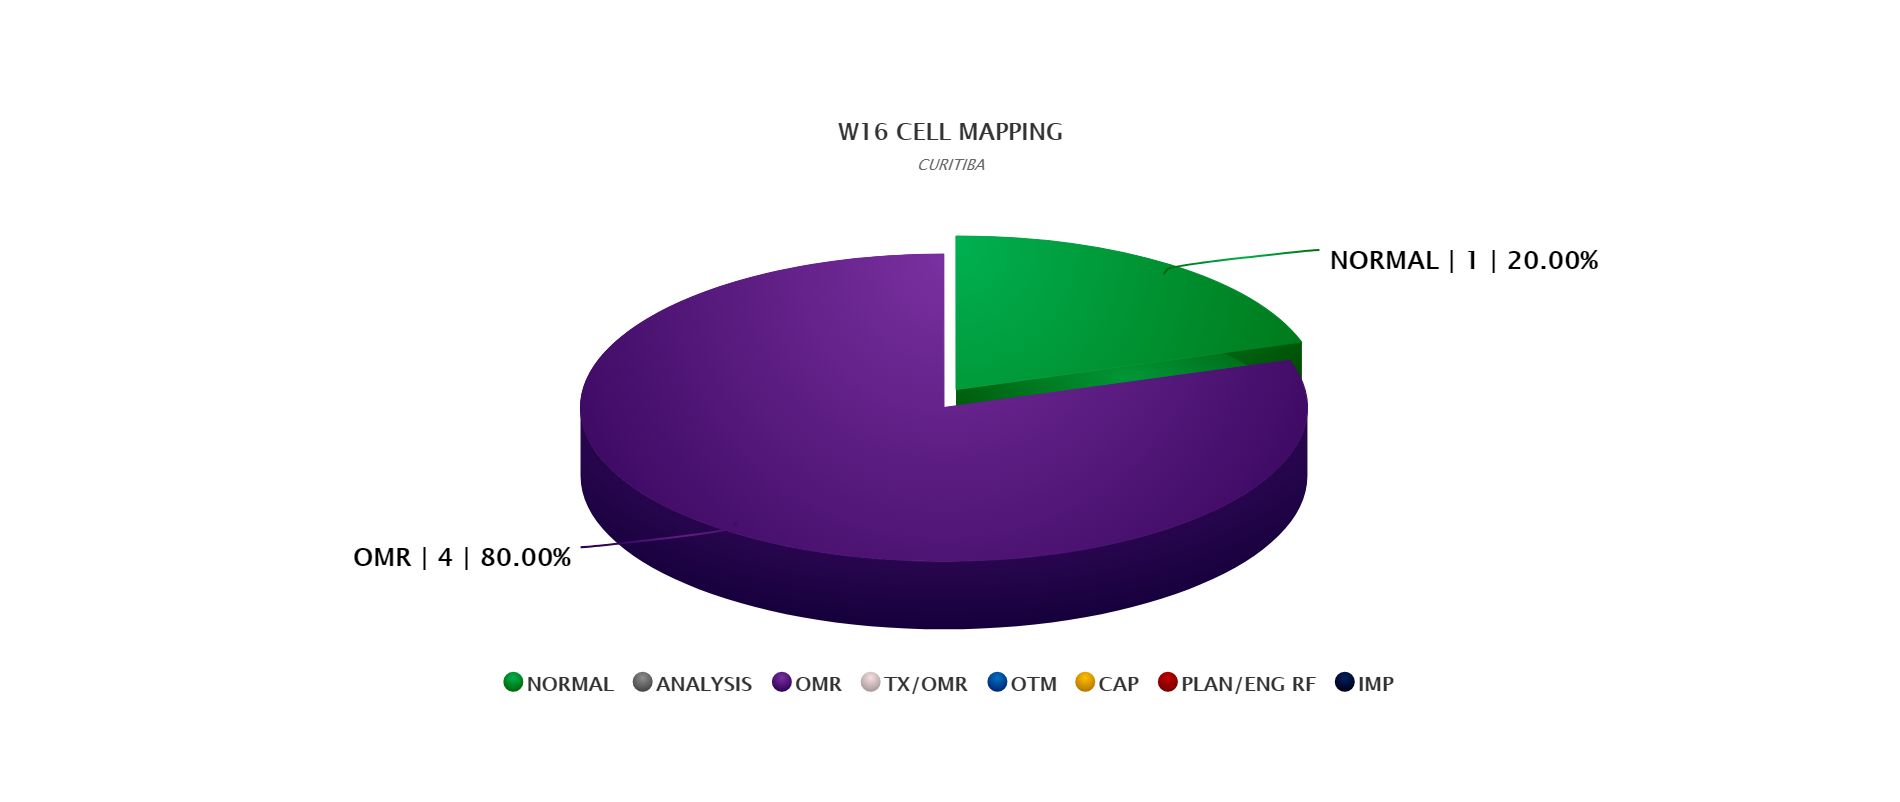 W16 CELL MAPPING
CURITIBA
NORMAL | 1 | 20.00%
OMR | 4 | 80.00%
NORMAL ANALYSIS OMR TX/OMR OTM CAP PLAN/ENG RF IMP